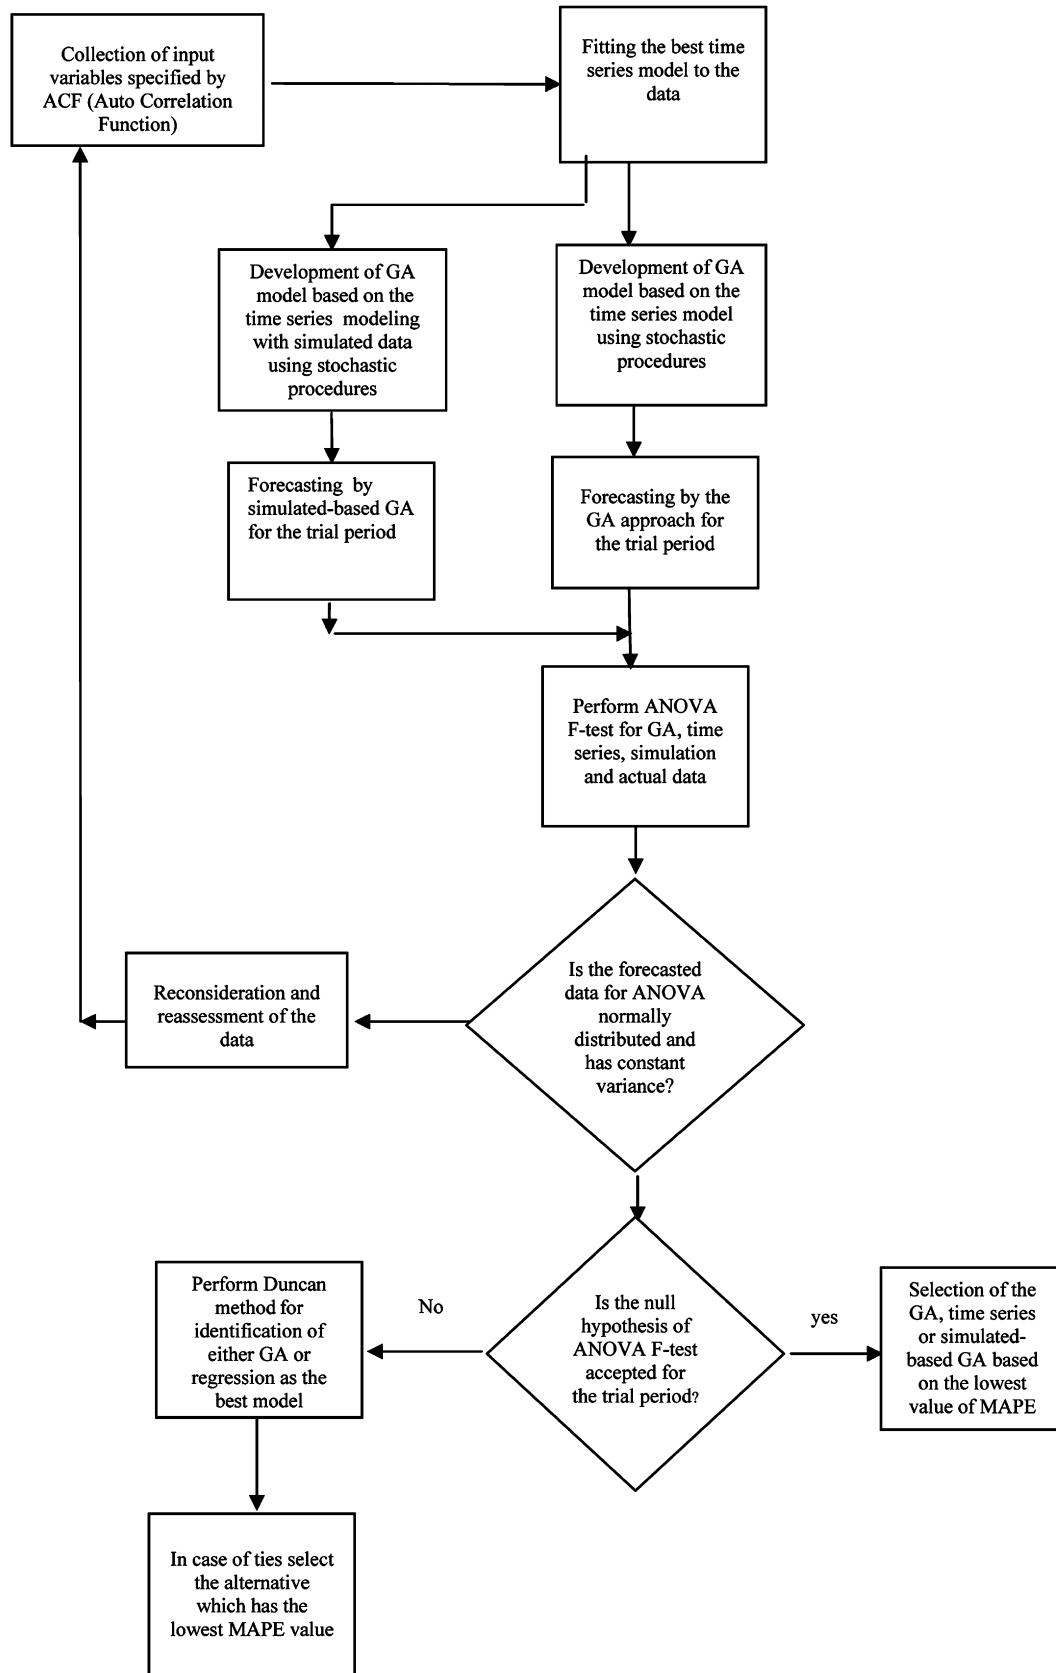 Collection of input
variables specified by
ACF (Auto Correlation
Function)
Fitting the best time
series model to the
data
Development of GA
model based on the
time series modeling
with simulated data
using stochastic
procedures
Development of GA
model based on the
time series model
using stochastic
procedures
Forecasting by
simulated-based GA
for the trial period
Forecasting by the
GA approach for
the trial period
Perform ANOVA
F-test for GA, time
series, simulation
and actual data
Is the forecasted
data for ANOVA
normally
distributed and
has constant
variance?
Reconsideration and
reassessment of the
data
Is the null
hypothesis of
ANOVA F-test
accepted for
the trial period?
No
yes
Perform Duncan
method for
identification of
either GA or
regression as the
best model
Selection of the
GA, time series
or simulated-
based GA based
on the lowest
value of MAPE
In case of ties select
the alternative
which has the
lowest MAPE value